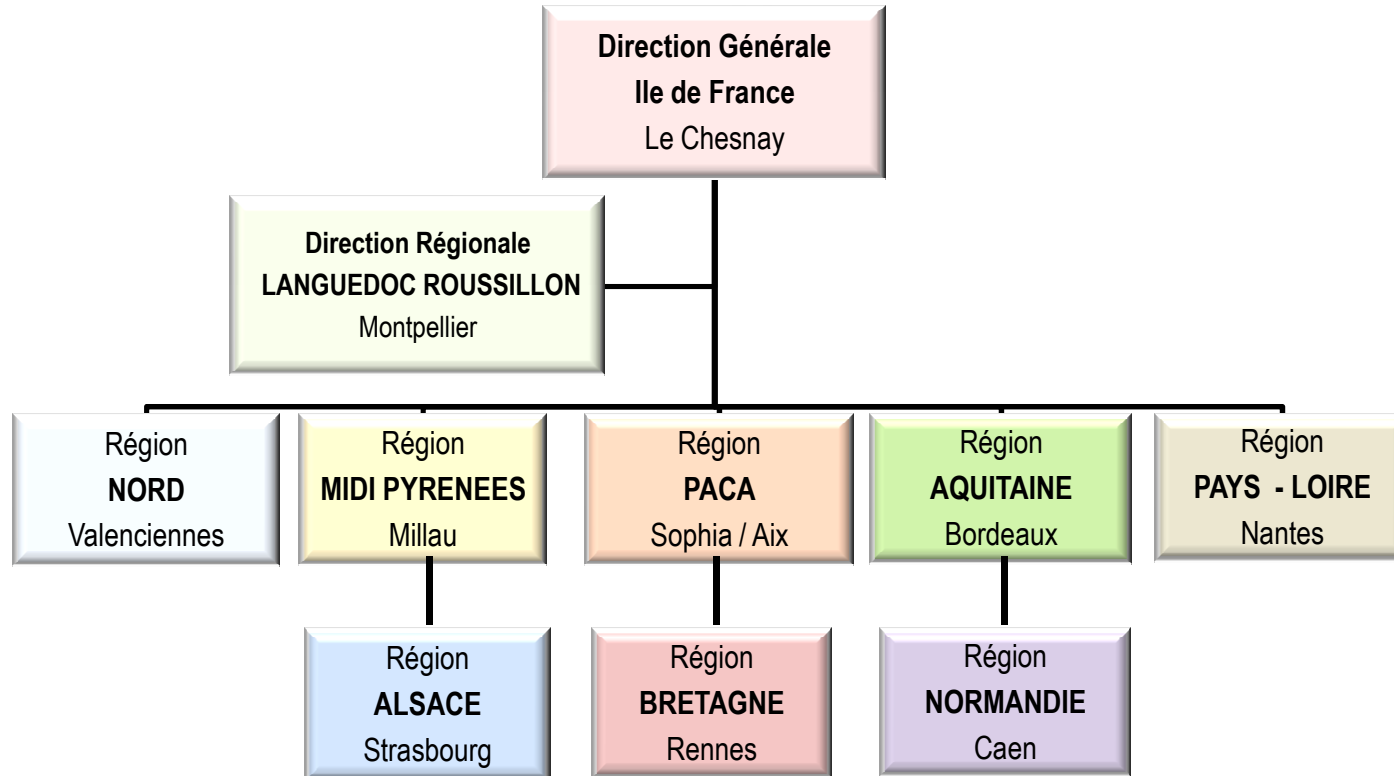 Direction Générale
Ile de France
Le Chesnay
Direction Régionale
LANGUEDOC ROUSSILLON
Montpellier
Région
NORD
Valenciennes
Région
MIDI PYRENEES
Millau
Région
PACA
Sophia / Aix
Région
AQUITAINE
Bordeaux
Région
PAYS - LOIRE
Nantes
Région
ALSACE
Strasbourg
Région
BRETAGNE
Rennes
Région
NORMANDIE
Caen